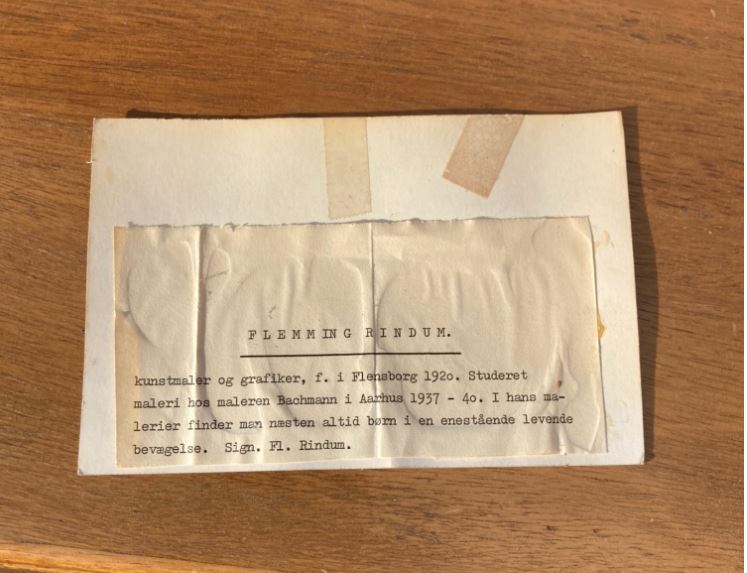 FLEMMING RINDUM.
kunstmaler og grafiker, f. i Flensborg 192o. Studeret
maleri hos maleren Bachmann i Aarhus 1937 - 4o. I hans ma-
lerier finder man næsten altid børn i en enestående levende
bevægelse. Sign. Fl. Rindum.